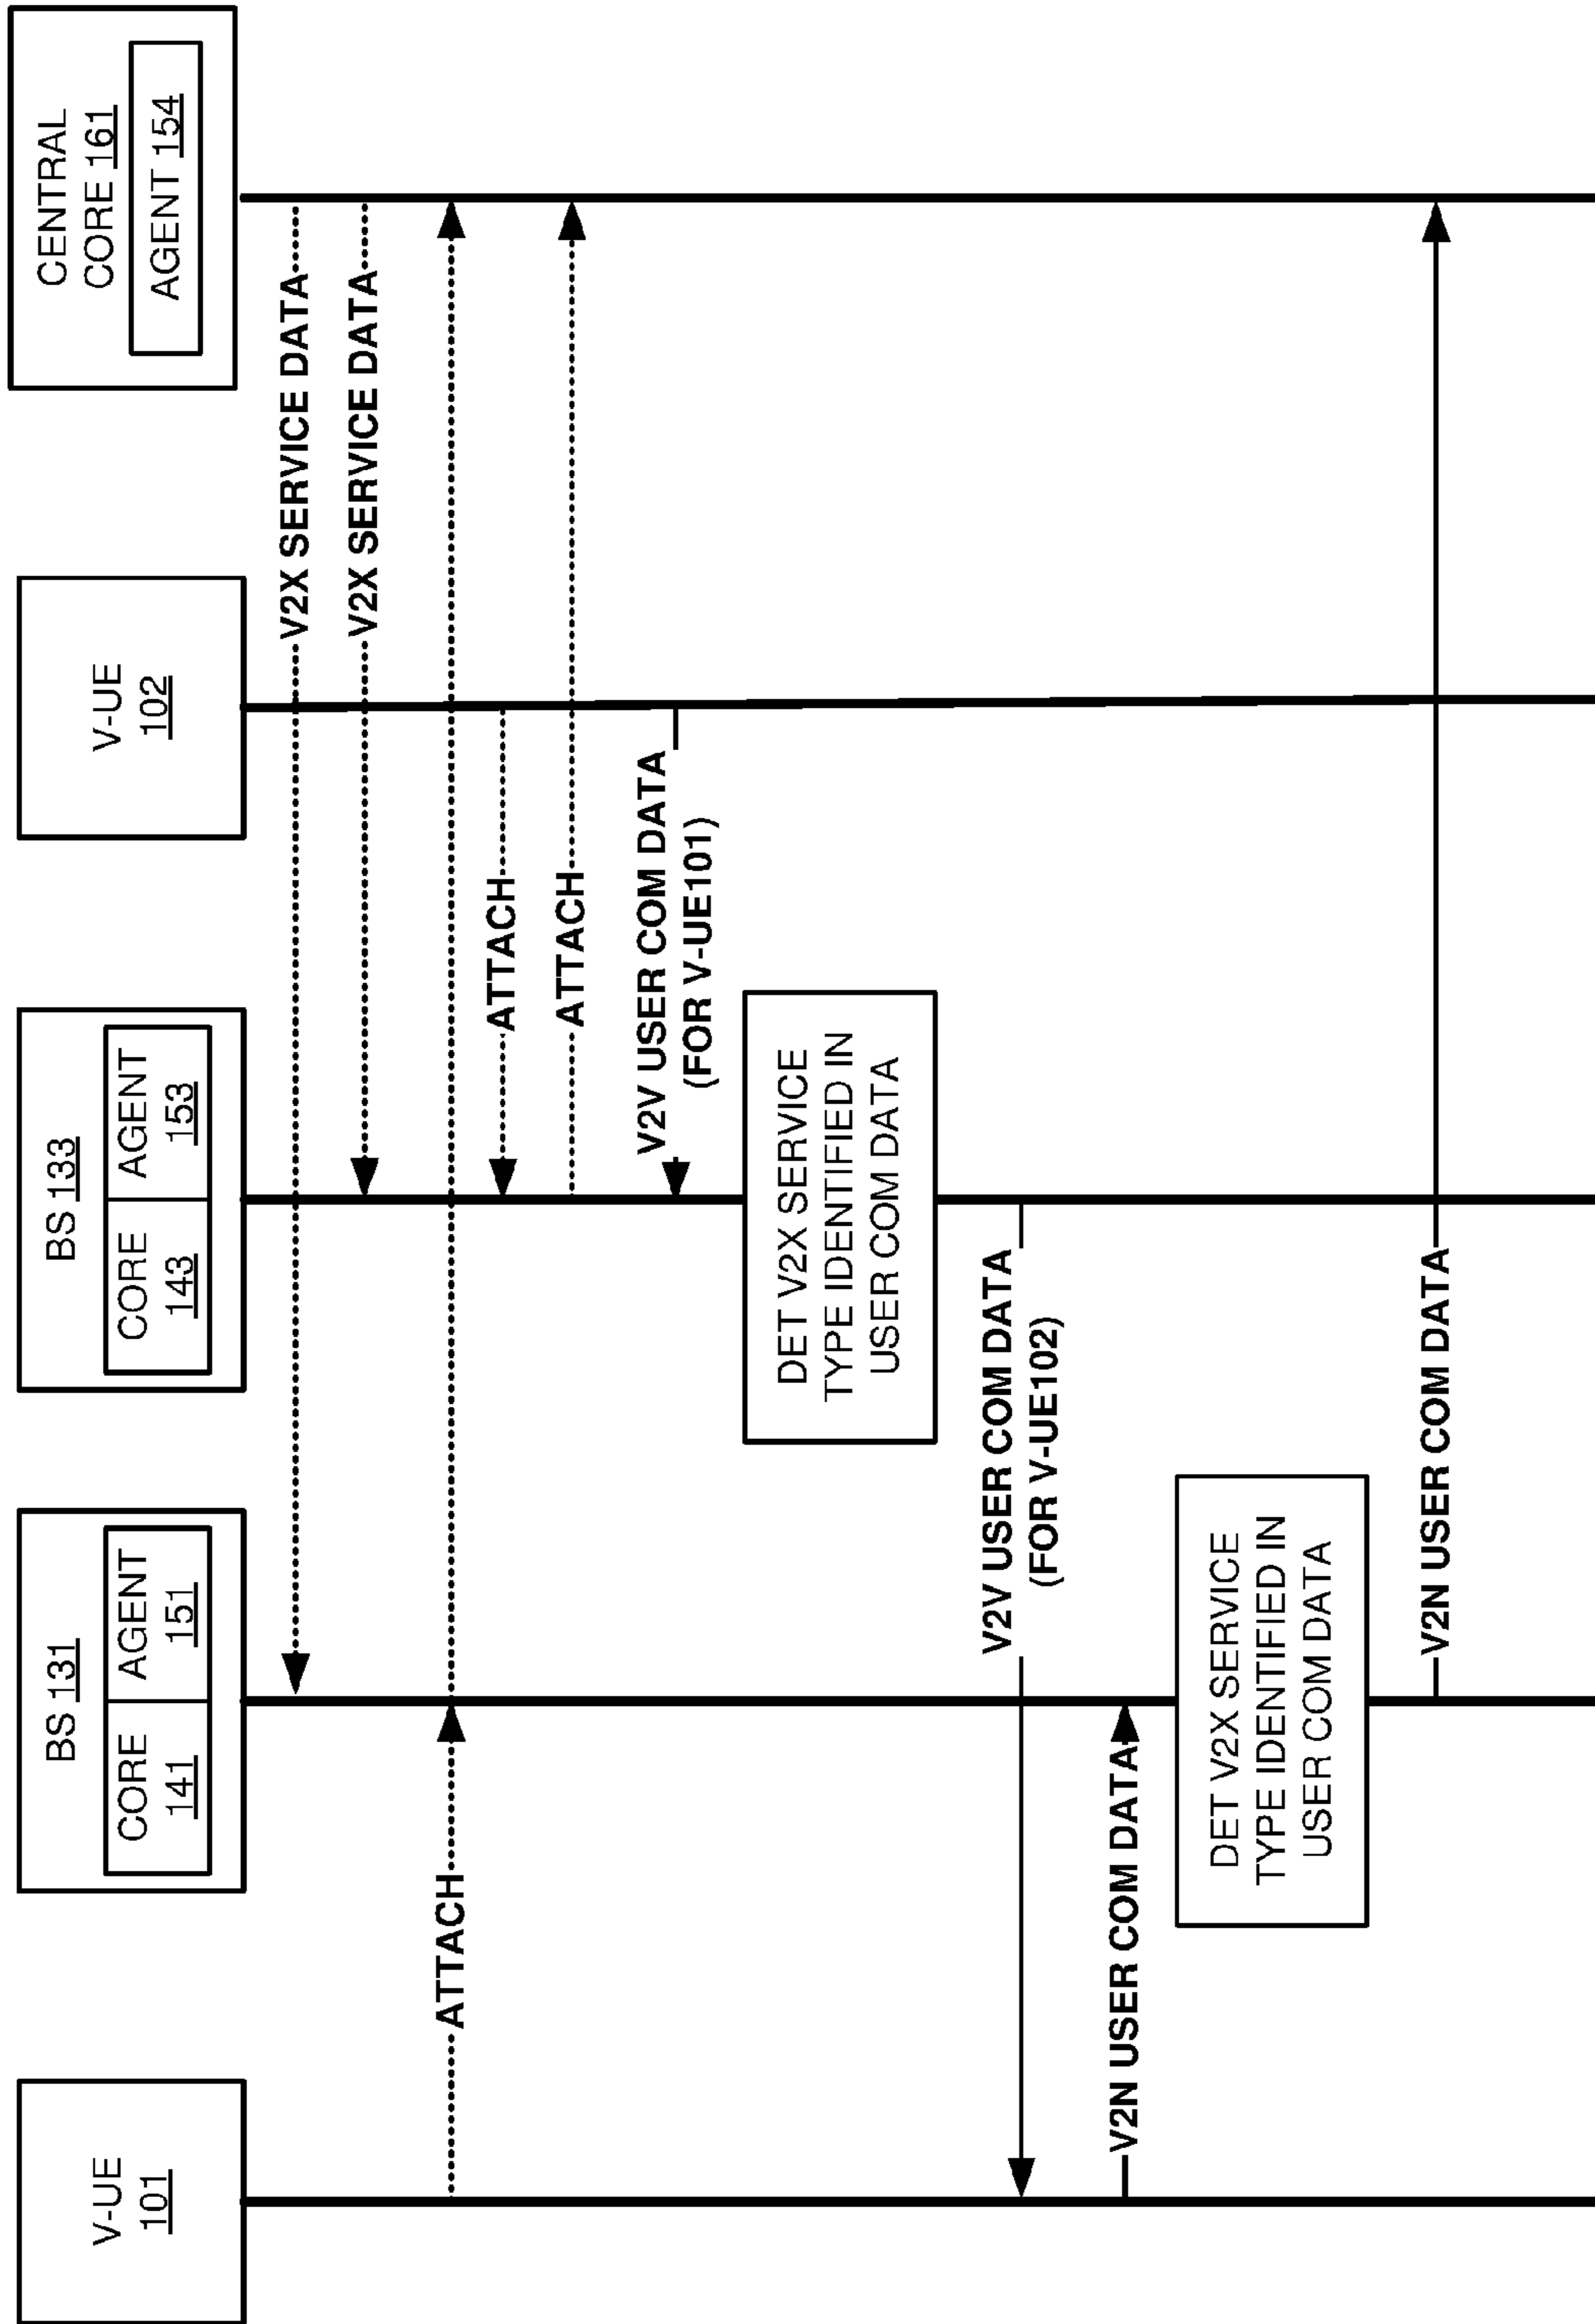 V-UE
101
BS 131
CORE
141
AGENT
151
BS 133
CORE
143
AGENT
153
V-UE
102
CENTRAL
CORE 161
AGENT 154
V2X SERVICE DATA
V2X SERVICE DATA
ATTACH
ATTACH
ATTACH
V2V USER COM DATA
(FOR V-UE101)
DET V2X SERVICE
TYPE IDENTIFIED IN
USER COM DATA
V2V USER COM DATA
(FOR V-UE102)
V2N USER COM DATA
DET V2X SERVICE
TYPE IDENTIFIED IN
USER COM DATA
V2N USER COM DATA